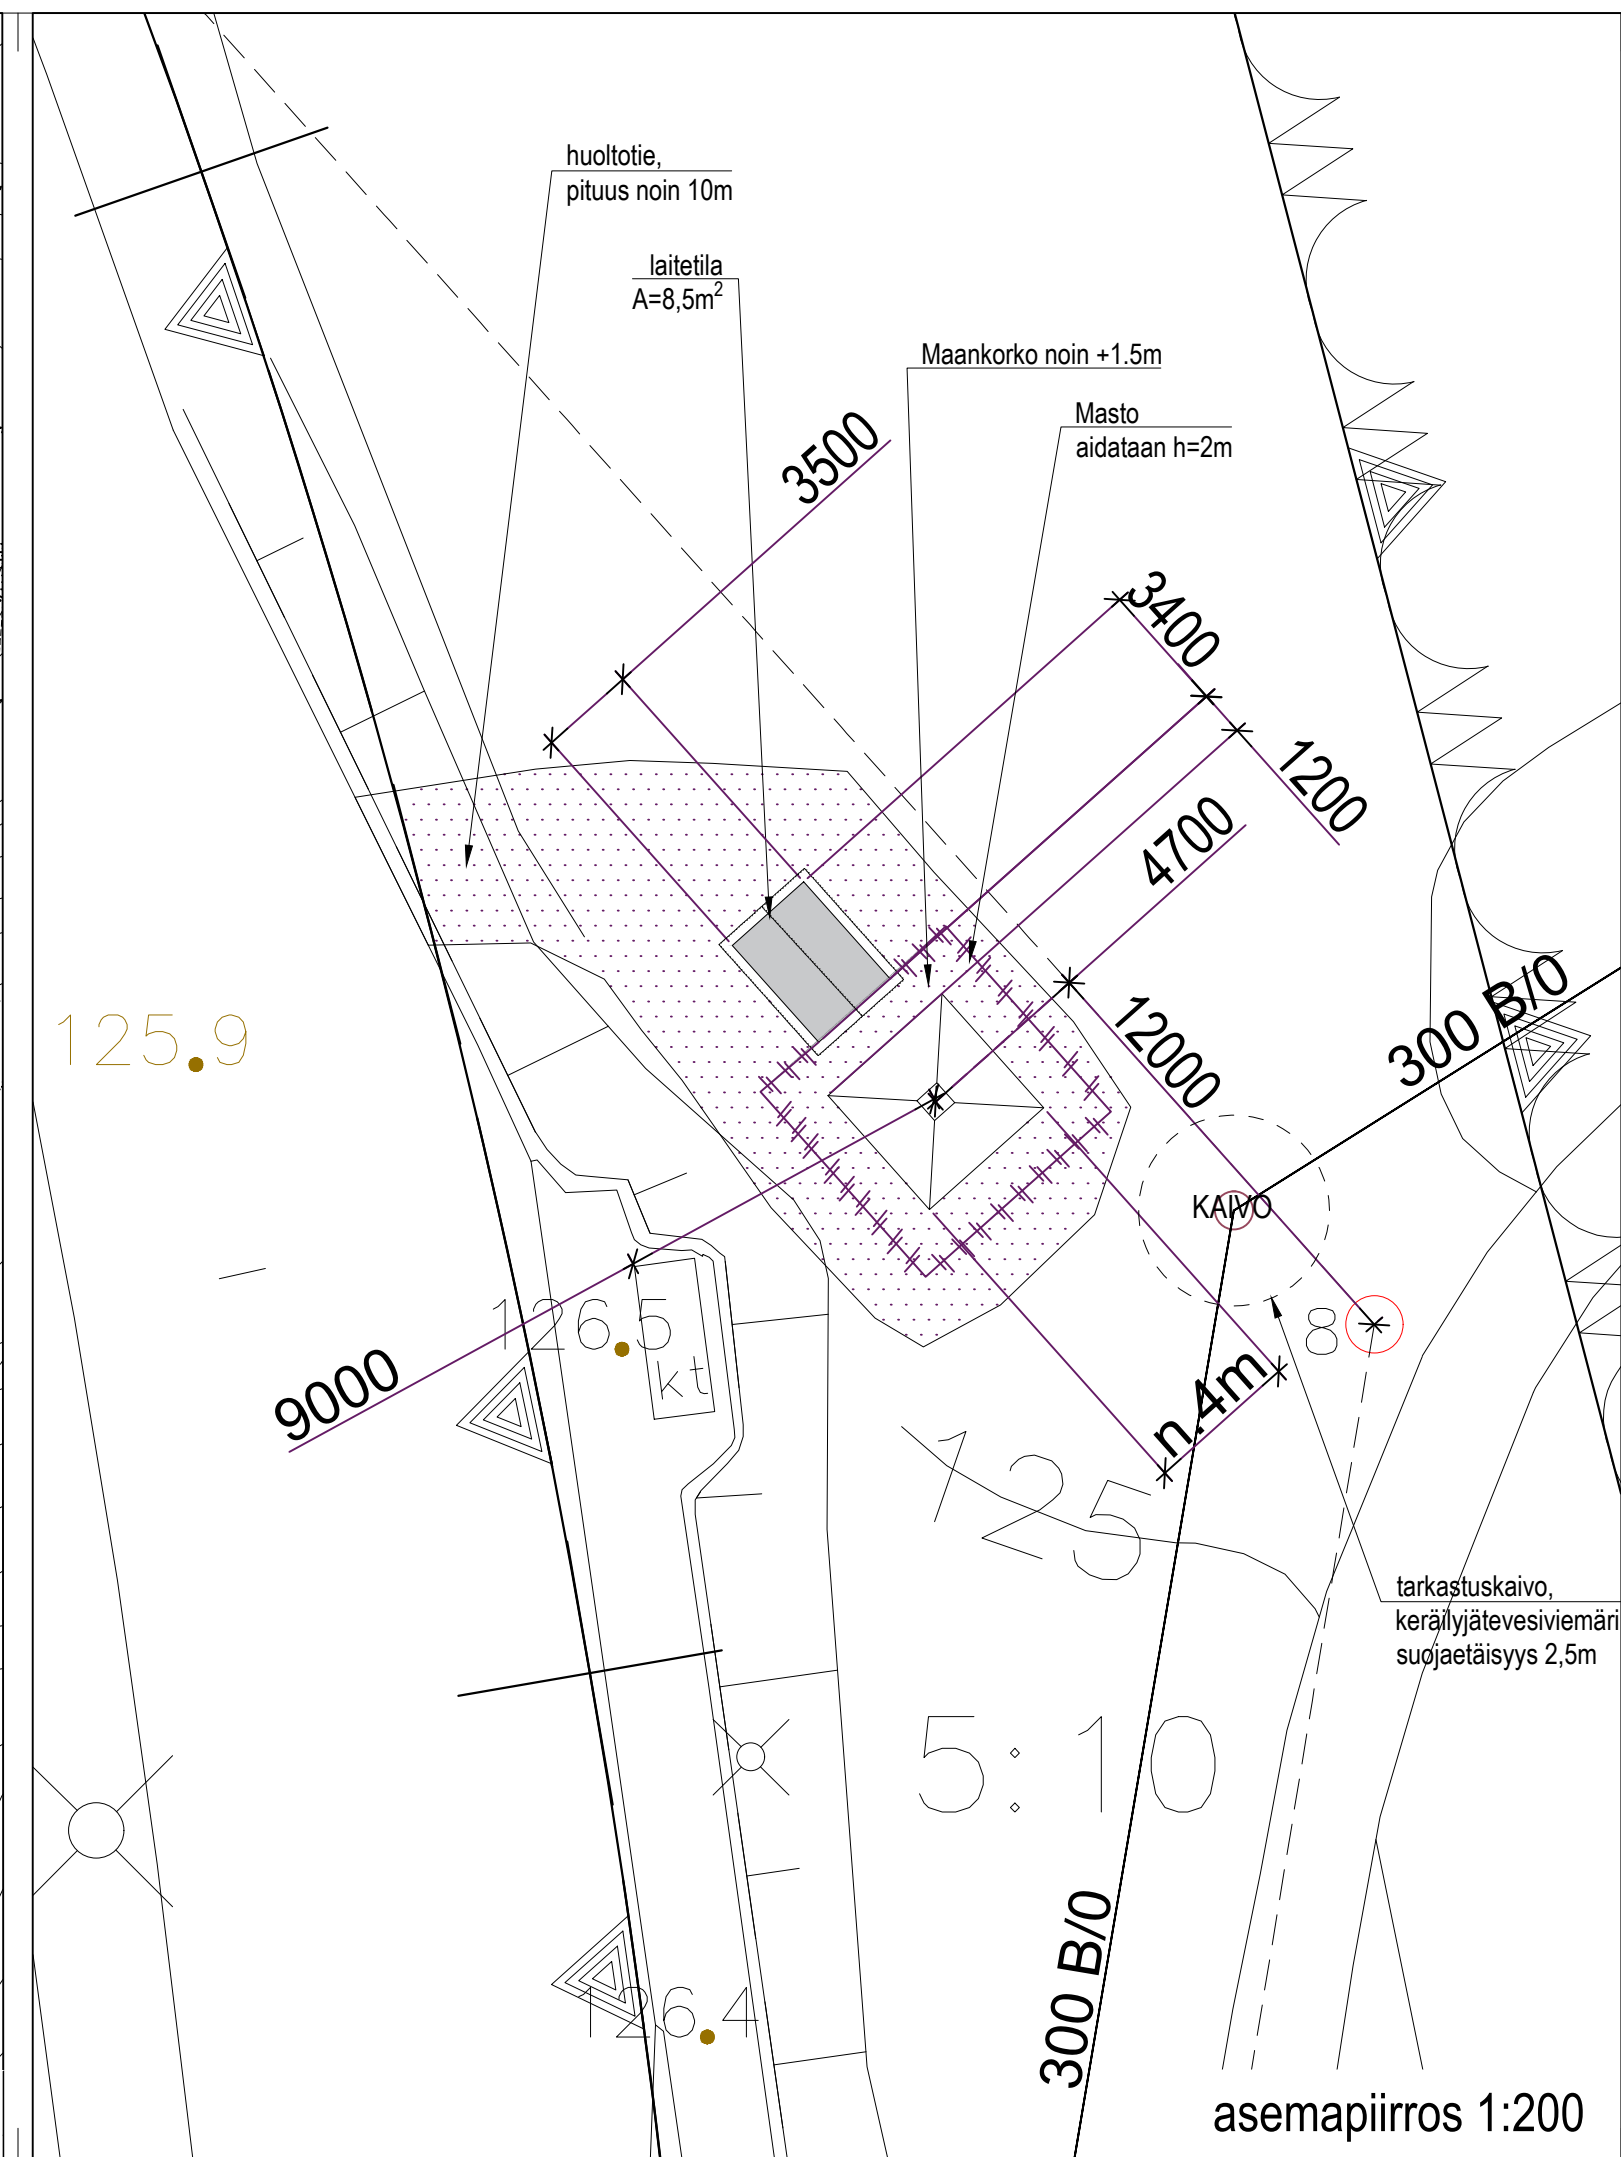 huoltotie,
pituus noin 10m
laitetila
A=8,5m²
Maankorko noin +1.5m
Masto
aidataan h=2m
3500
3400
1200
4700
12000
300 B/0
125.9
KAIVO
126.5
kt
8
9000
n.4m
125
tarkastuskaivo,
keräilyjätevesiviemäri
suojaetäisyys 2,5m
5:10
300 B/0
126.4
asemapiirros 1:200